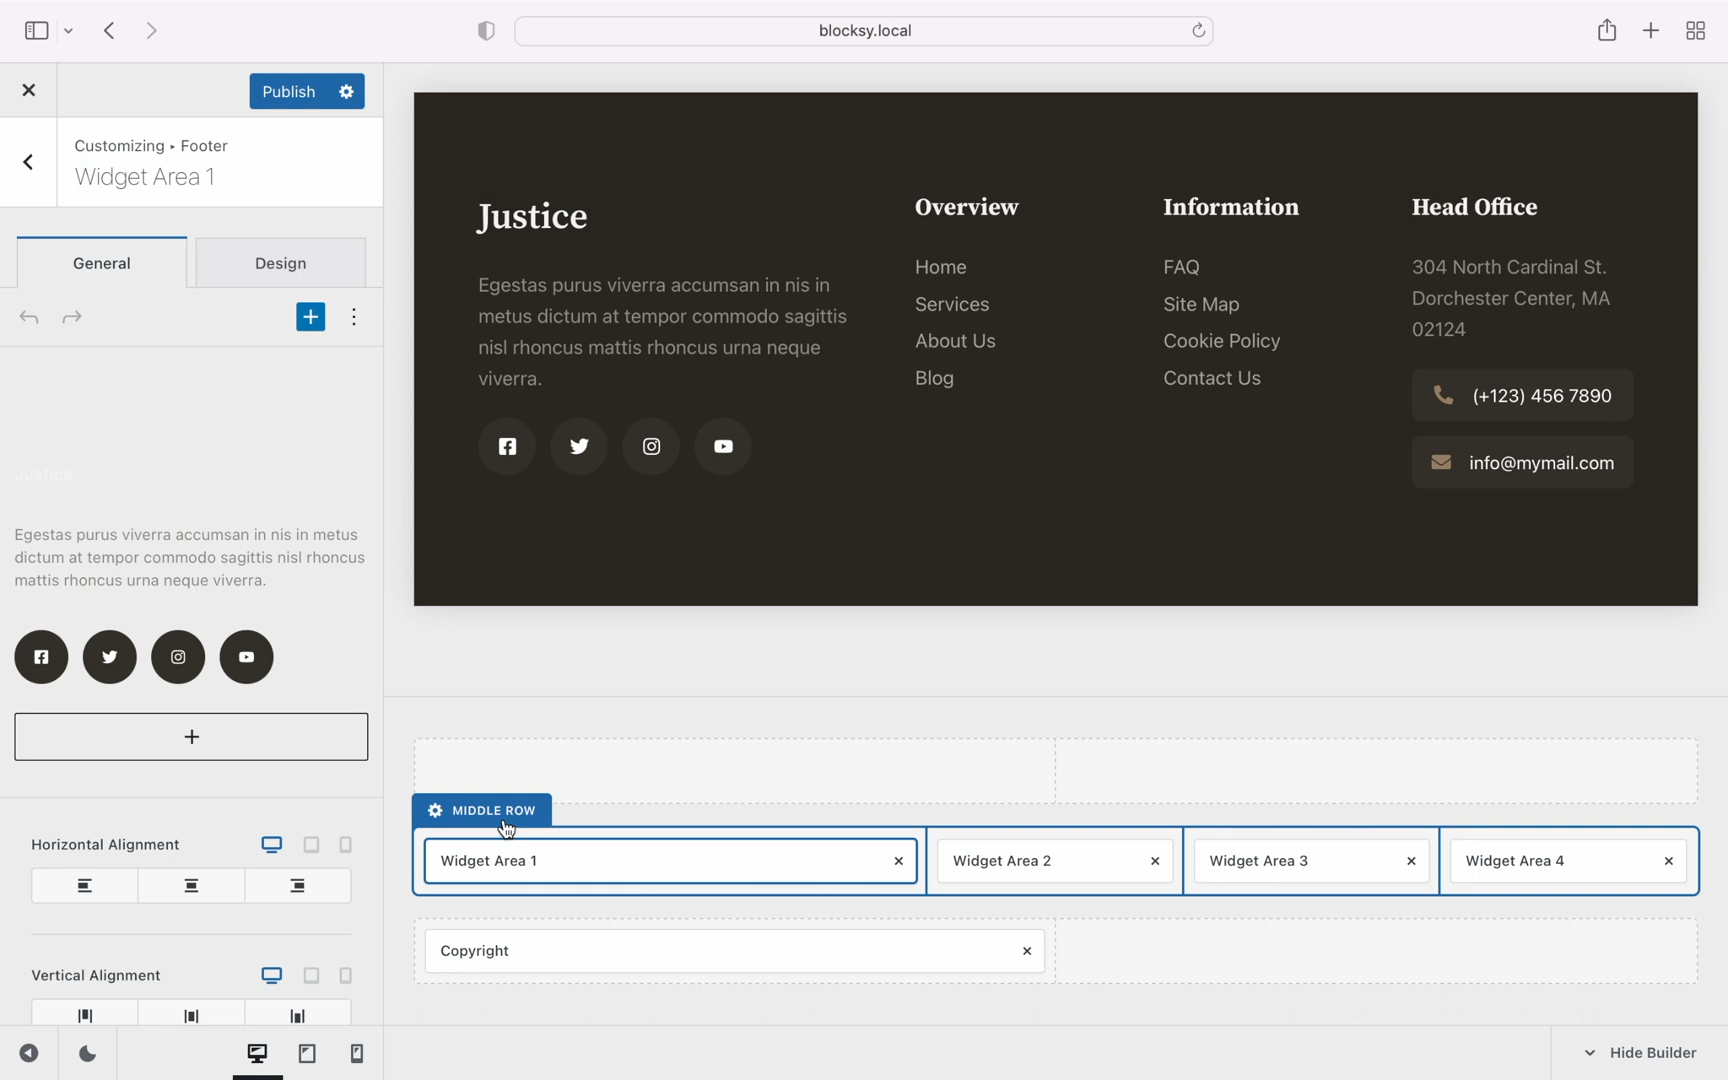 blocksy.local
Publish
Customizing ▸ Footer
Widget Area 1
General
Design
Justice
Egestas purus viverra accumsan in nis in metus
dictum at tempor commodo sagittis nisl rhoncus
mattis rhoncus urna neque viverra.
Horizontal Alignment
Vertical Alignment
Justice
Egestas purus viverra accumsan in nis in
metus dictum at tempor commodo sagittis
nisl rhoncus mattis rhoncus urna neque
viverra.
Overview
Home
Services
About Us
Blog
Information
FAQ
Site Map
Cookie Policy
Contact Us
Head Office
304 North Cardinal St.
Dorchester Center, MA
02124
(+123) 456 7890
info@mymail.com
MIDDLE ROW
Widget Area 1
Widget Area 2
Widget Area 3
Widget Area 4
Copyright
Hide Builder